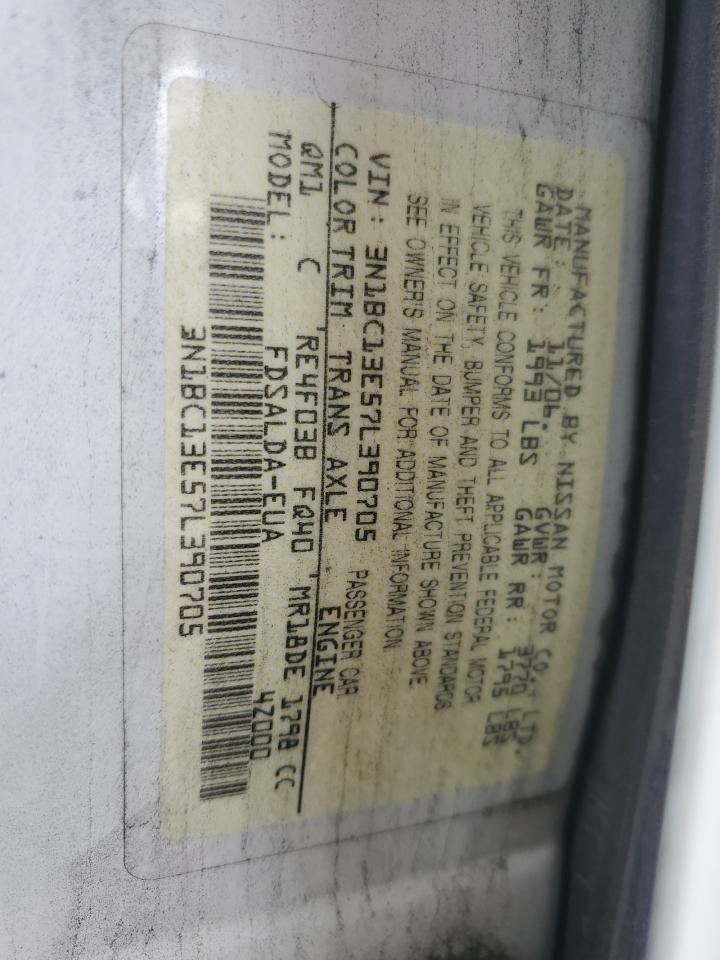 MANUFACTURED BY NISSAN MOTOR CO., LTD.
DATE: 11/06. GVWR: 3770 LBS
GAWR FR: 1993 LBS GAWR RR: 1795 LBS
THIS VEHICLE CONFORMS TO ALL APPLICABLE FEDERAL MOTOR
VEHICLE SAFETY, BUMPER AND THEFT PREVENTION STANDARDS
IN EFFECT ON THE DATE OF MANUFACTURE SHOWN ABOVE
SEE OWNER'S MANUAL FOR ADDITIONAL INFORMATION
VIN: 3N1BC13E57L390705 PASSENGER CAR
COLOR TRIM TRANS AXLE ENGINE
QM1 C RE4F03B FQ40 MR18DE 1798 CC
MODEL: FDSALDA-EUA 4Z000
3N1BC13E57L390705